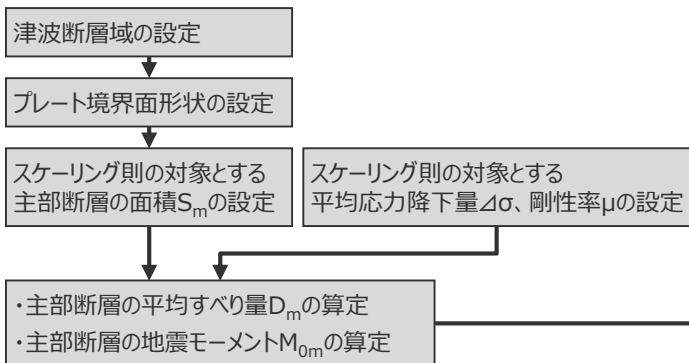 津波断層域の設定
プレート境界面形状の設定
スケーリング則の対象とする
主部断層の面積Smの設定
スケーリング則の対象とする
平均応力降下量⊿σ、剛性率μの設定
・主部断層の平均すべり量Dmの算定
・主部断層の地震モーメントM0mの算定